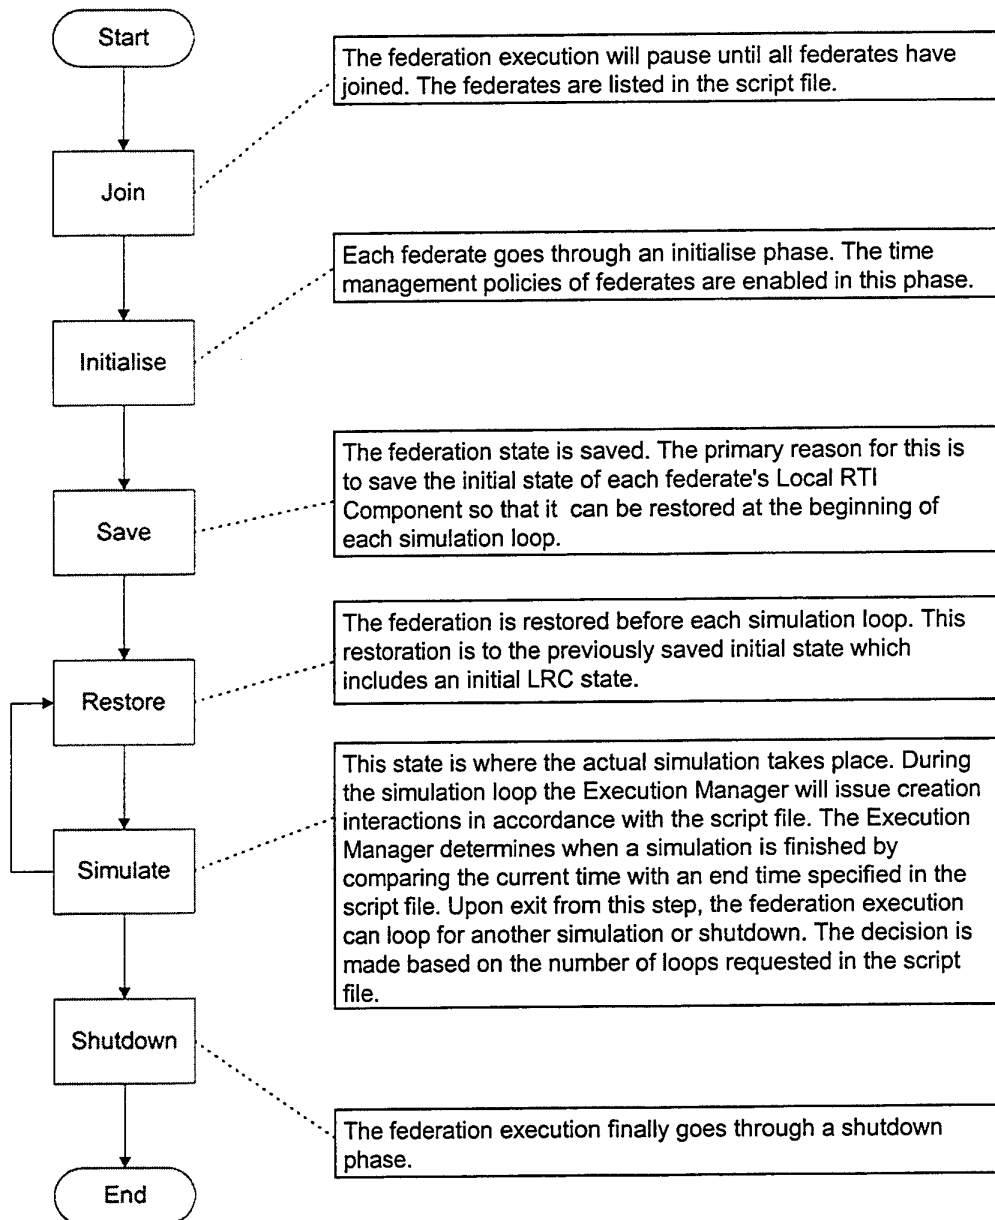 Start
The federation execution will pause until all federates have
joined. The federates are listed in the script file.
Join
Each federate goes through an initialise phase. The time
management policies of federates are enabled in this phase.
Initialise
The federation state is saved. The primary reason for this is
to save the initial state of each federate's Local RTI
Component so that it can be restored at the beginning of
each simulation loop.
Save
The federation is restored before each simulation loop. This
restoration is to the previously saved initial state which
includes an initial LRC state.
Restore
This state is where the actual simulation takes place. During
the simulation loop the Execution Manager will issue creation
interactions in accordance with the script file. The Execution
Manager determines when a simulation is finished by
comparing the current time with an end time specified in the
script file. Upon exit from this step, the federation execution
can loop for another simulation or shutdown. The decision is
made based on the number of loops requested in the script
file.
Simulate
Shutdown
The federation execution finally goes through a shutdown
phase.
End